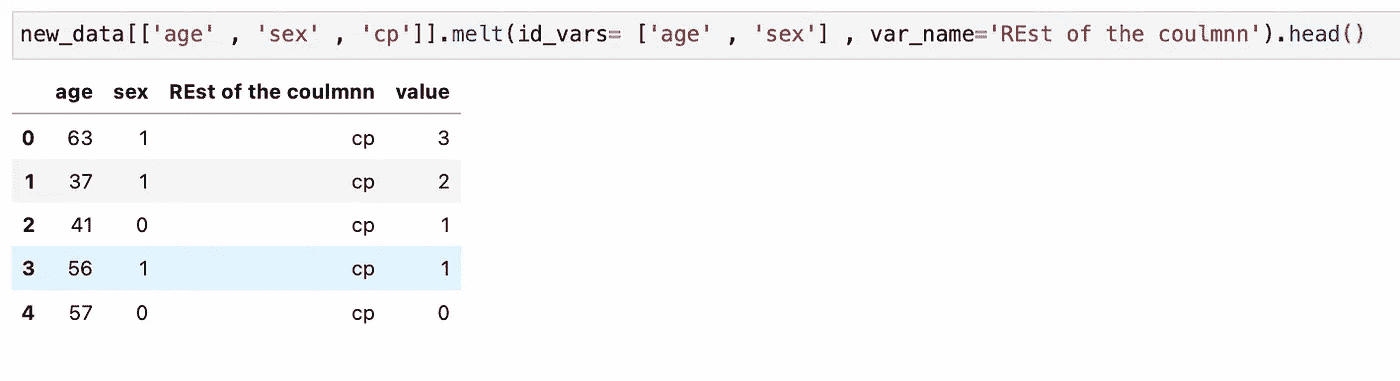 new_data[['age' , 'sex' , 'cp']].melt(id_vars= ['age' , 'sex'] , var_name='REst of the coulmnn').head()
age sex REst of the coulmnn value
0 63 1 cp 3
1 37 1 cp 2
2 41 0 cp 1
3 56 1 cp 1
4 57 0 cp 0